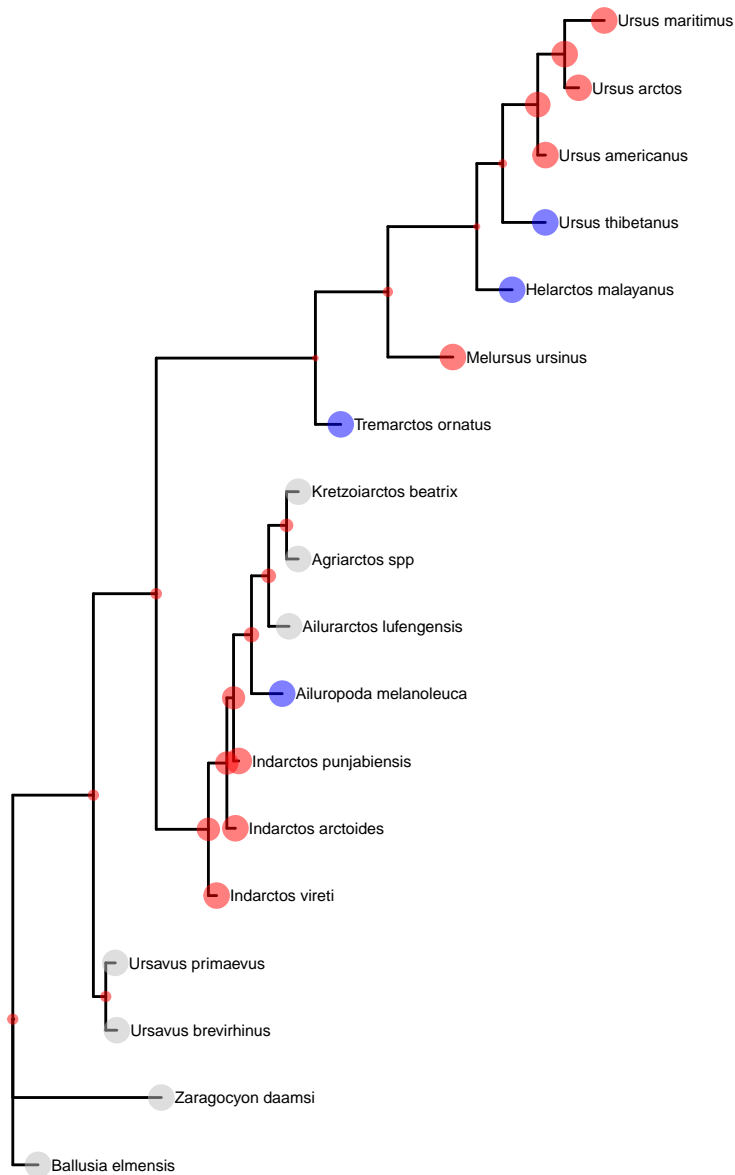 Ursus maritimus
Ursus arctos
Ursus americanus
Ursus thibetanus
Helarctos malayanus
Melursus ursinus
Tremarctos ornatus
Kretzoiarctos beatrix
Agriarctos spp
Ailurarctos lufengensis
Ailuropoda melanoleuca
Indarctos punjabiensis
Indarctos arctoides
Indarctos vireti
Ursavus primaevus
Ursavus brevirhinus
Zaragocyon daamsi
Ballusia elmensis